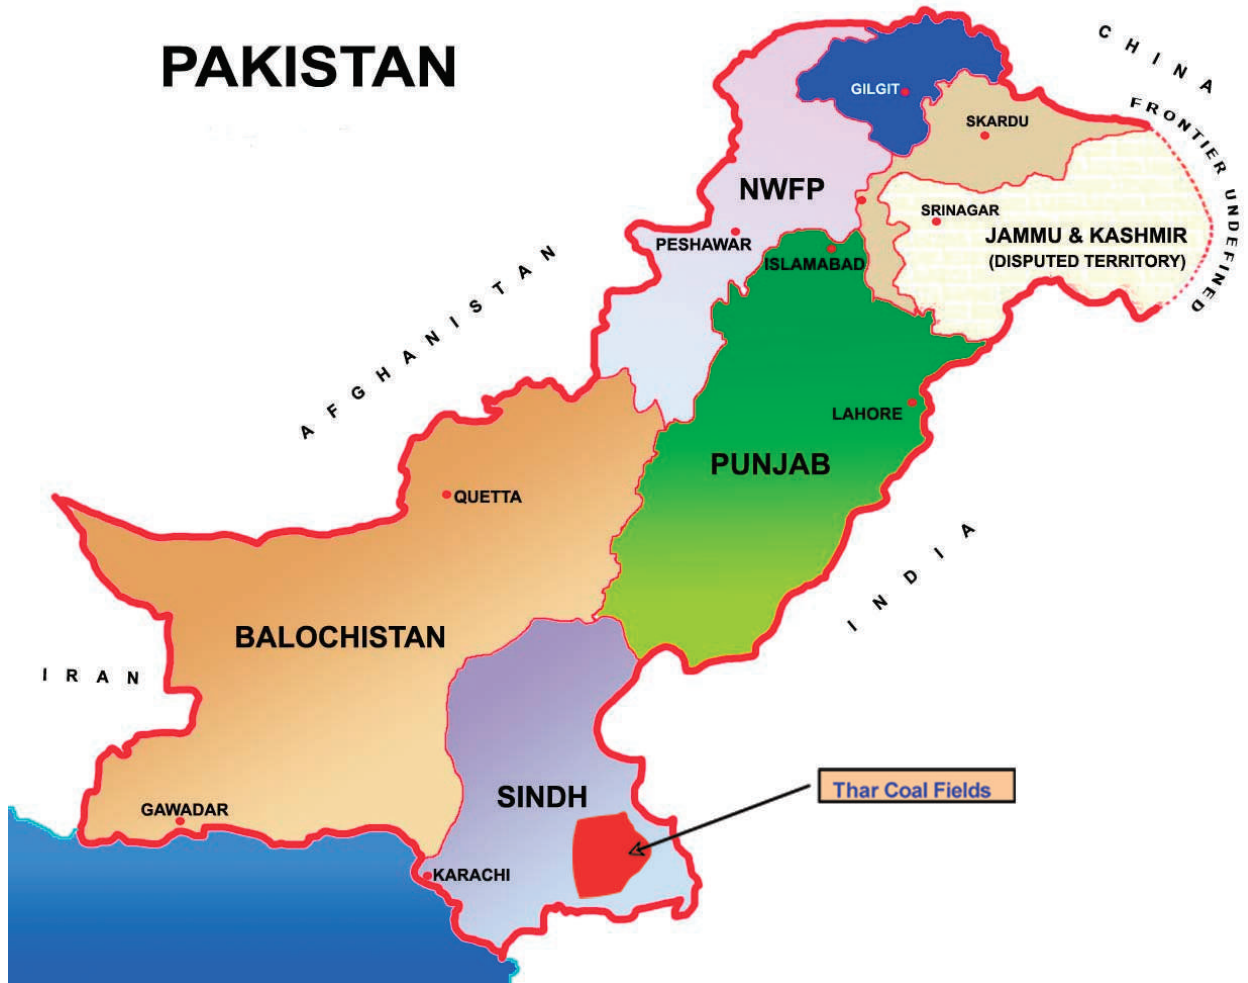 PAKISTAN
CHINA
FRONTIER UNDEFINED
GILGIT
SKARDU
NWFP
SRINAGAR
JAMMU & KASHMIR
(DISPUTED TERRITORY)
PESHAWAR
ISLAMABAD
AFGHANISTAN
LAHORE
PUNJAB
QUETTA
INDIA
BALOCHISTAN
IRAN
SINDH
Thar Coal Fields
GAWADAR
KARACHI